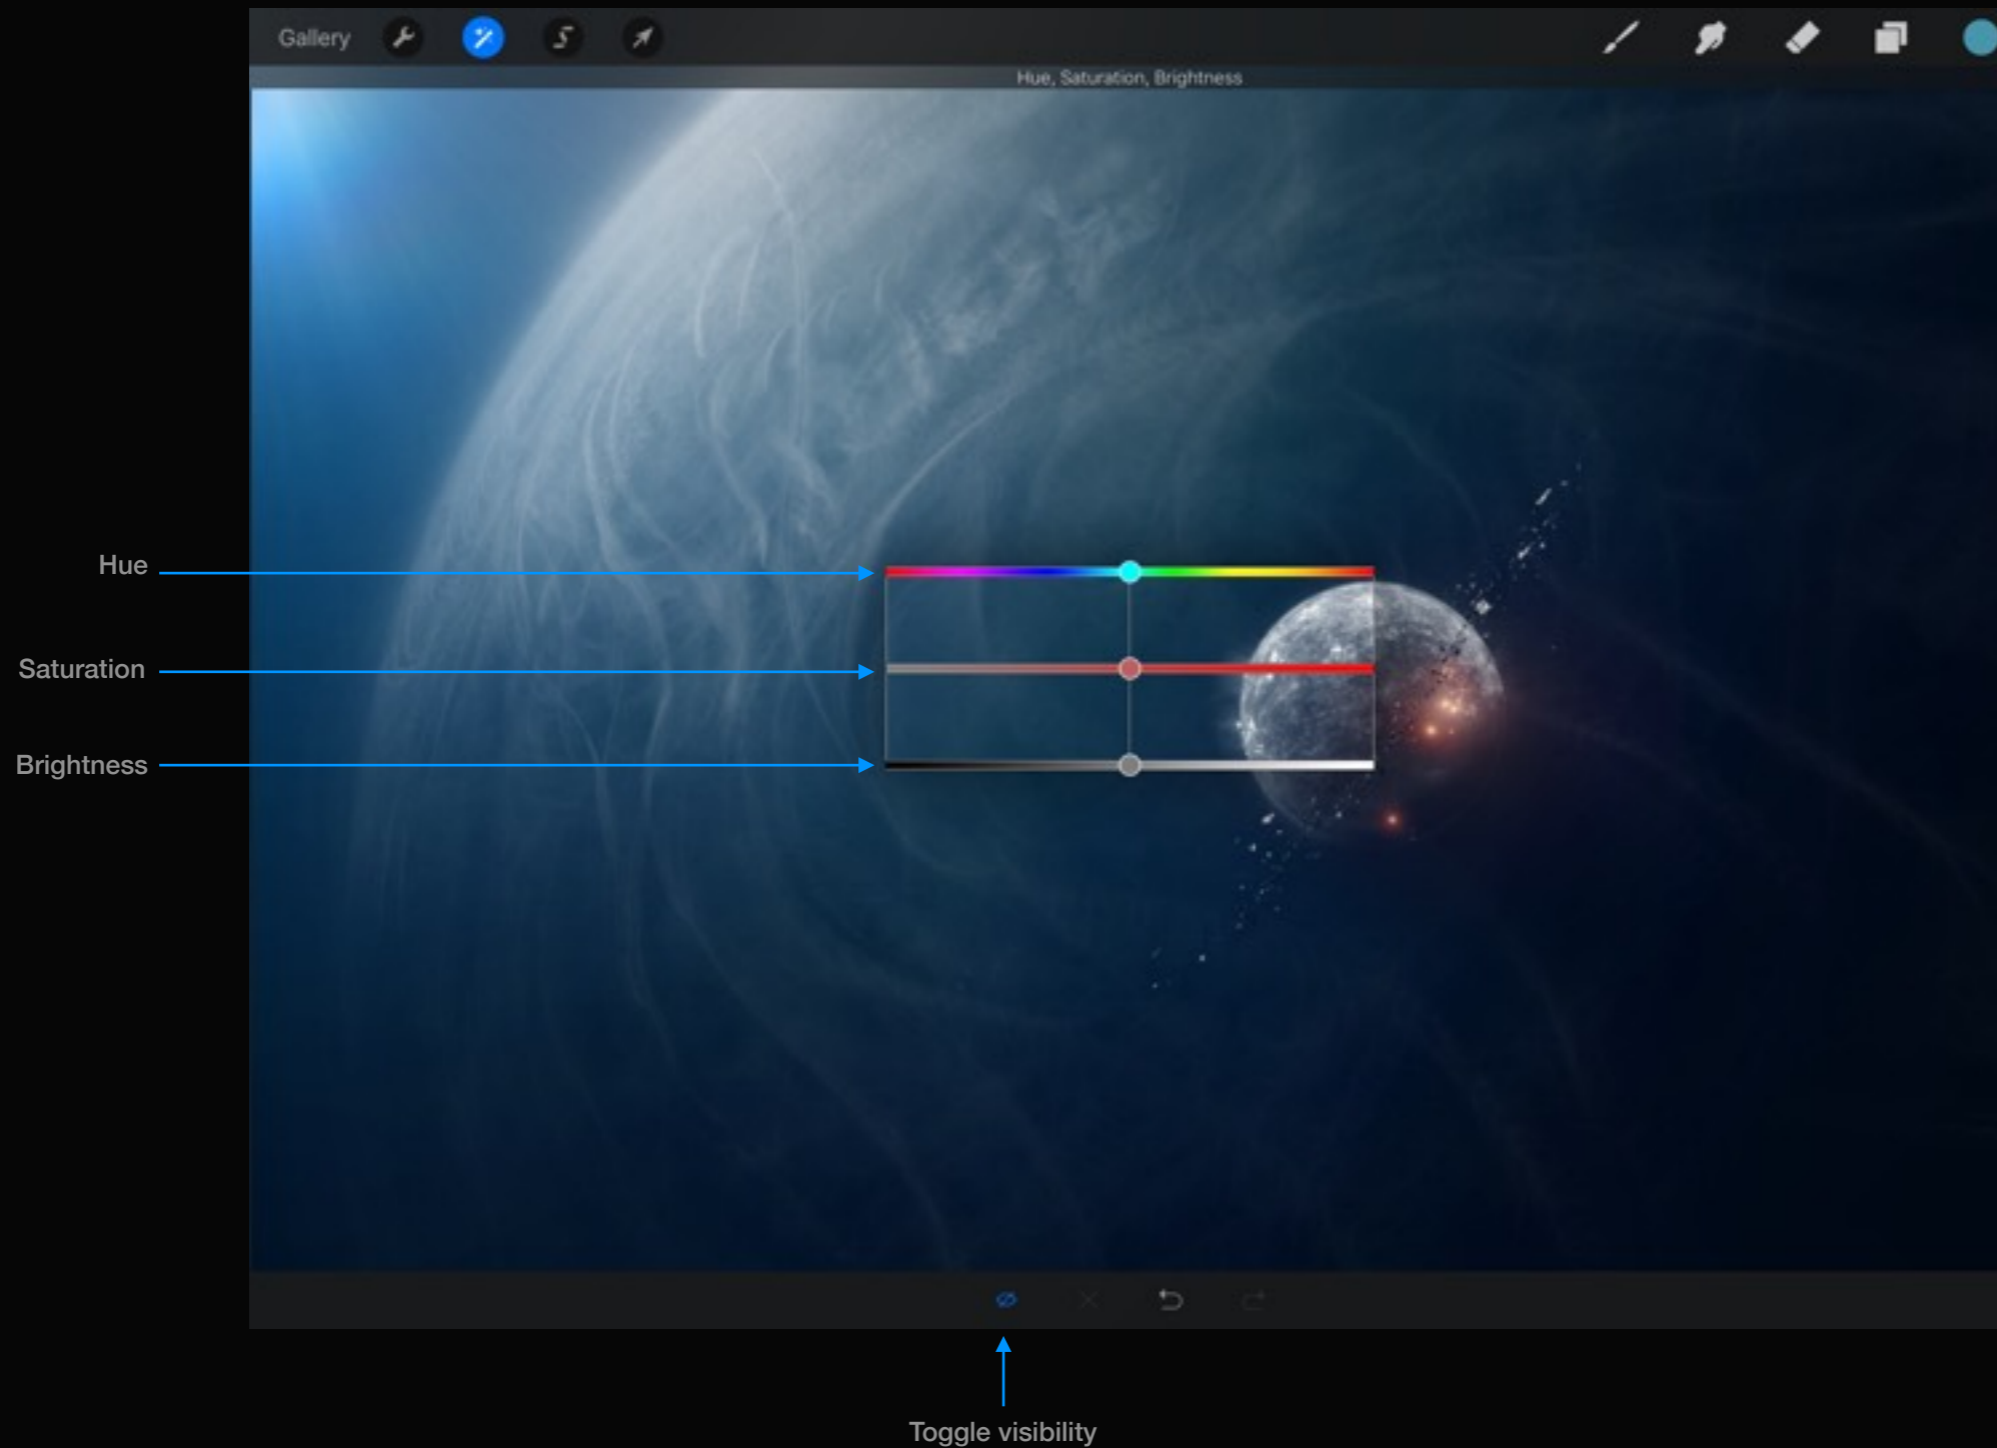 Gallery
Hue, Saturation, Brightness
Hue
Saturation
Brightness
Toggle visibility